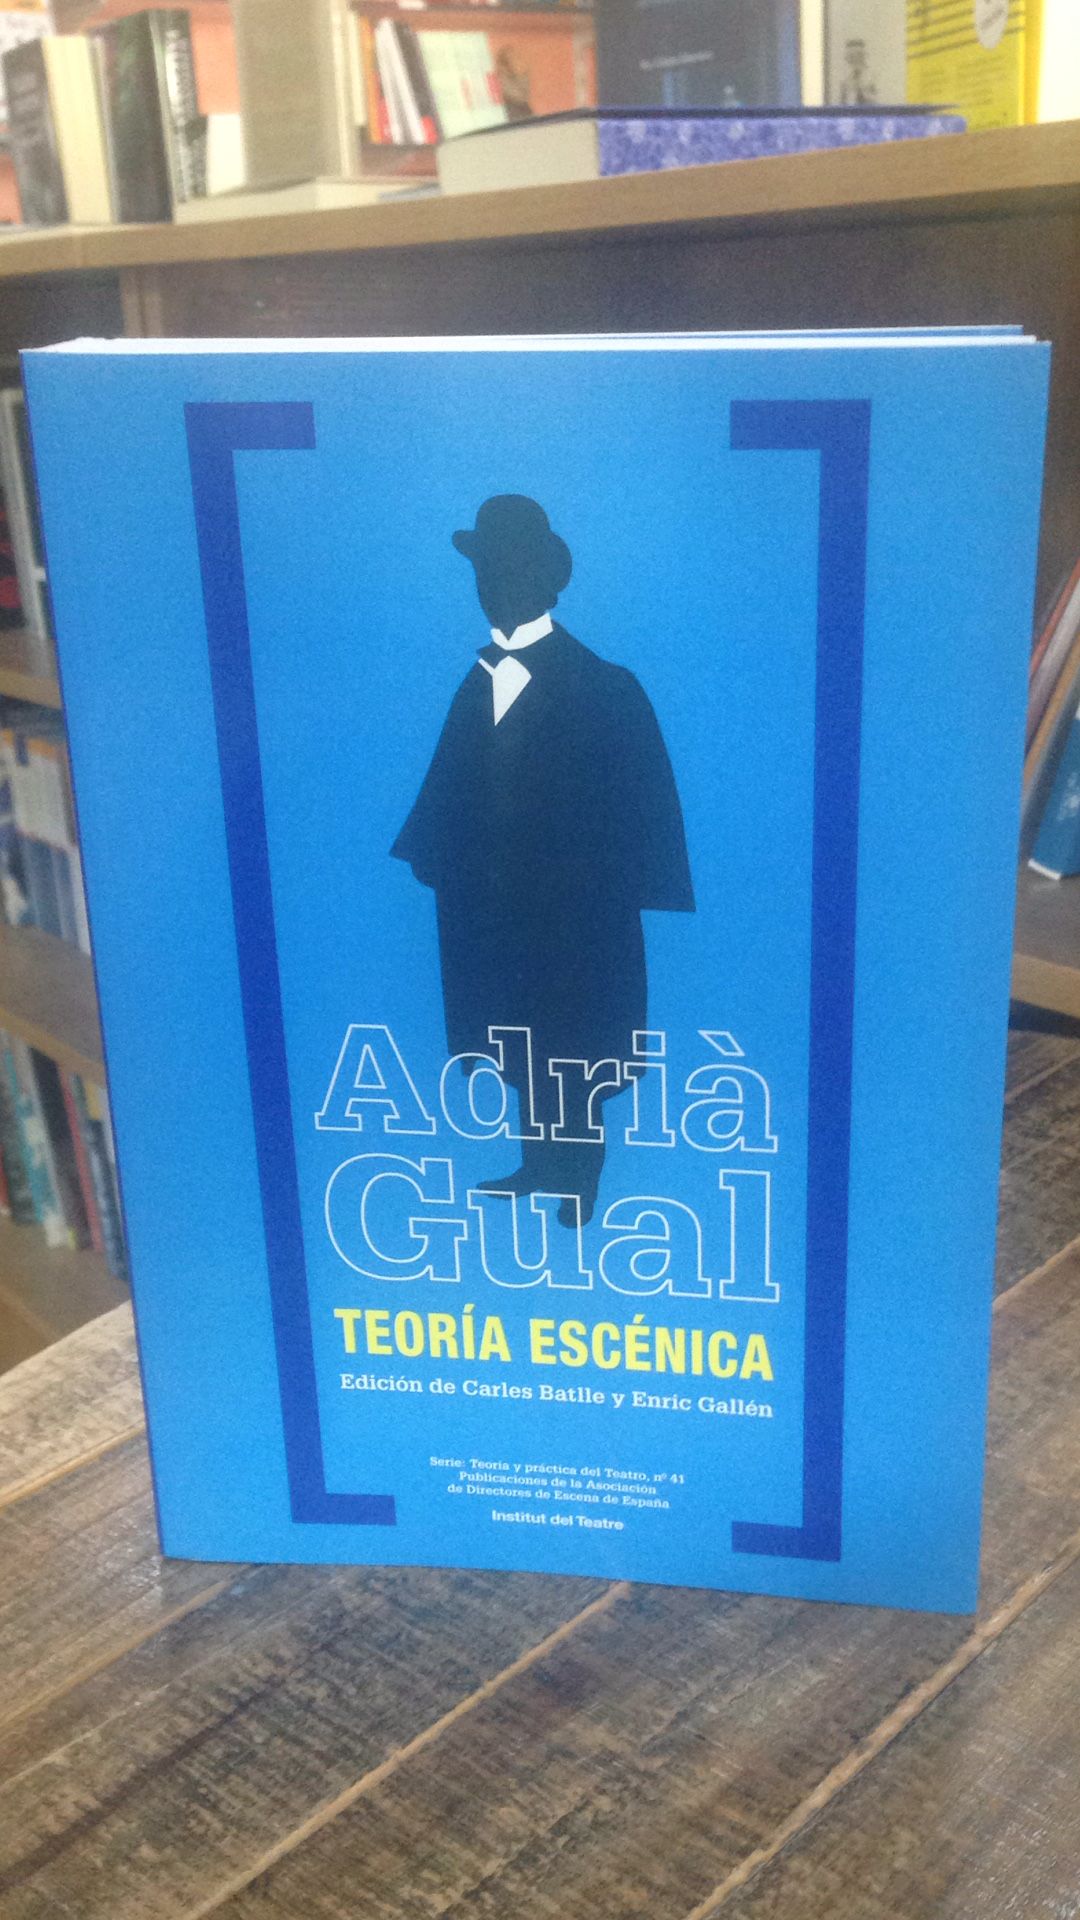 Adrià
Gual
TEORÍA ESCÉNICA
Edición de Carles Batlle y Enric Gallén
Serie: Teoría y práctica del Teatro, nº 41
Publicaciones de la Asociación
de Directores de Escena de España
Institut del Teatre